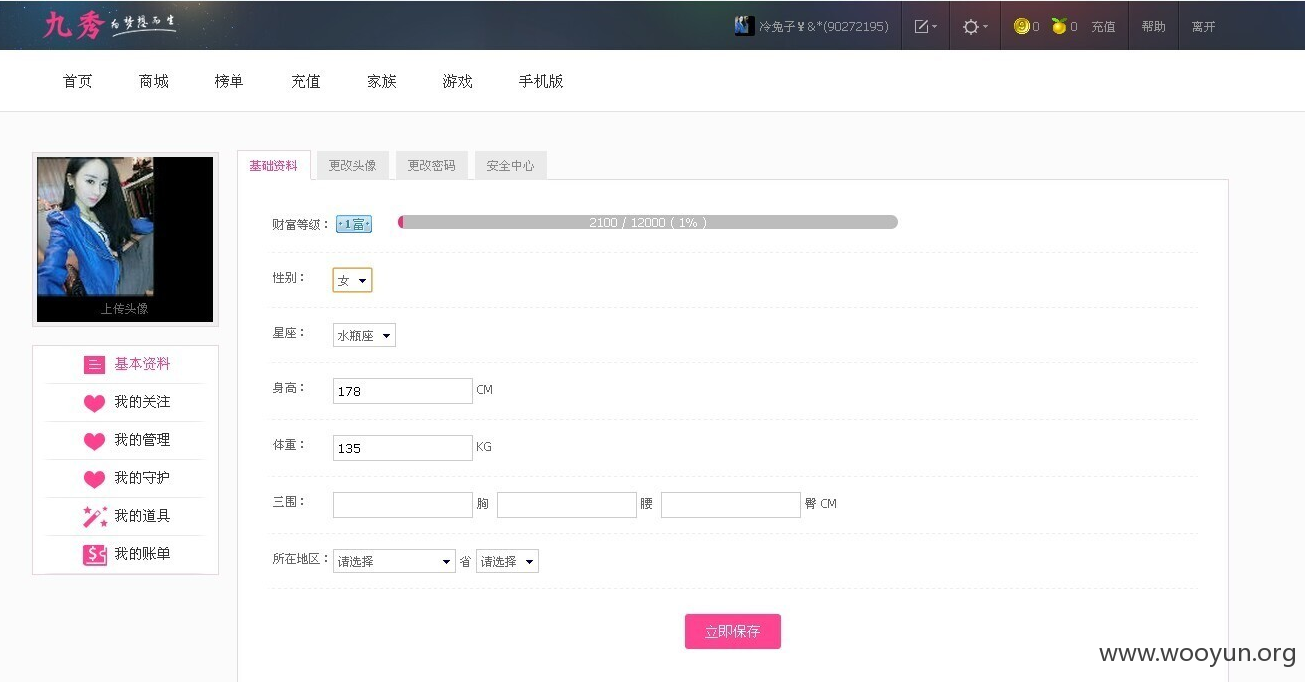 九秀 为梦想而生
冷兔子￥&*(90272195) 0 0 充值 帮助 离开
首页 商城 榜单 充值 家族 游戏 手机版
上传头像
基本资料
我的关注
我的管理
我的守护
我的道具
我的账单
基础资料 更改头像 更改密码 安全中心
财富等级： 1富 2100 / 12000 ( 1% )
性别： 女
星座： 水瓶座
身高： 178 CM
体重： 135 KG
三围： 胸 腰 臀 CM
所在地区： 请选择 省 请选择
立即保存
www.wooyun.org